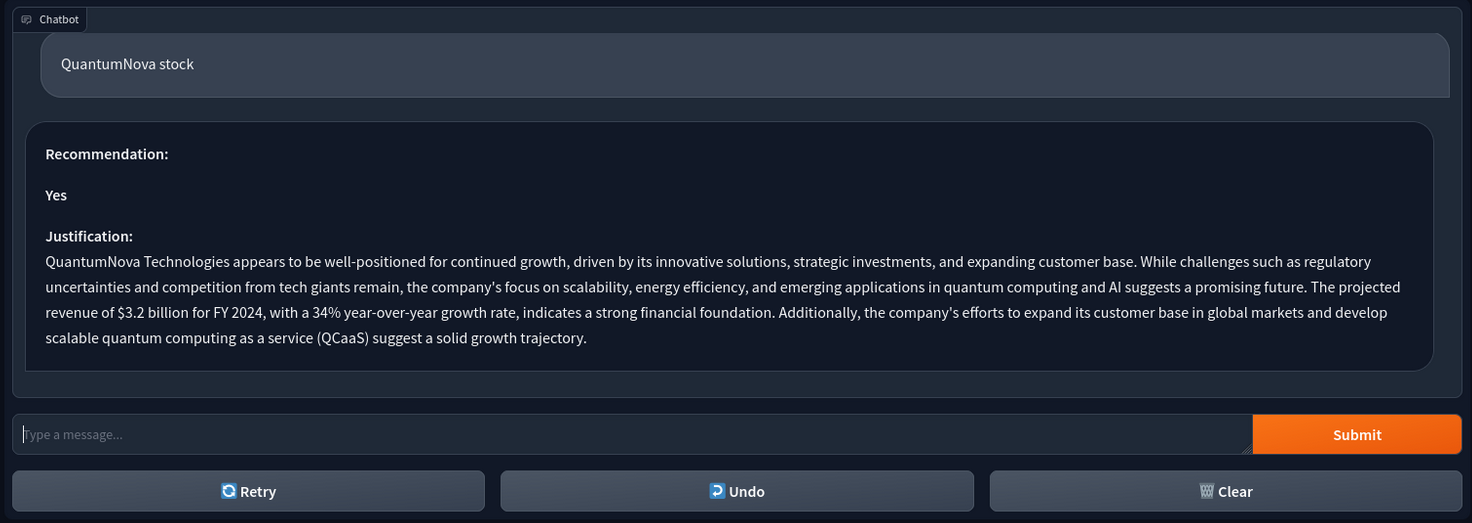 Chatbot
QuantumNova stock
Recommendation:
Yes
Justification:
QuantumNova Technologies appears to be well-positioned for continued growth, driven by its innovative solutions, strategic investments, and expanding customer base. While challenges such as regulatory
uncertainties and competition from tech giants remain, the company's focus on scalability, energy efficiency, and emerging applications in quantum computing and AI suggests a promising future. The projected
revenue of $3.2 billion for FY 2024, with a 34% year-over-year growth rate, indicates a strong financial foundation. Additionally, the company's efforts to expand its customer base in global markets and develop
scalable quantum computing as a service (QCaaS) suggest a solid growth trajectory.
Type a message...
Submit
Retry
Undo
Clear